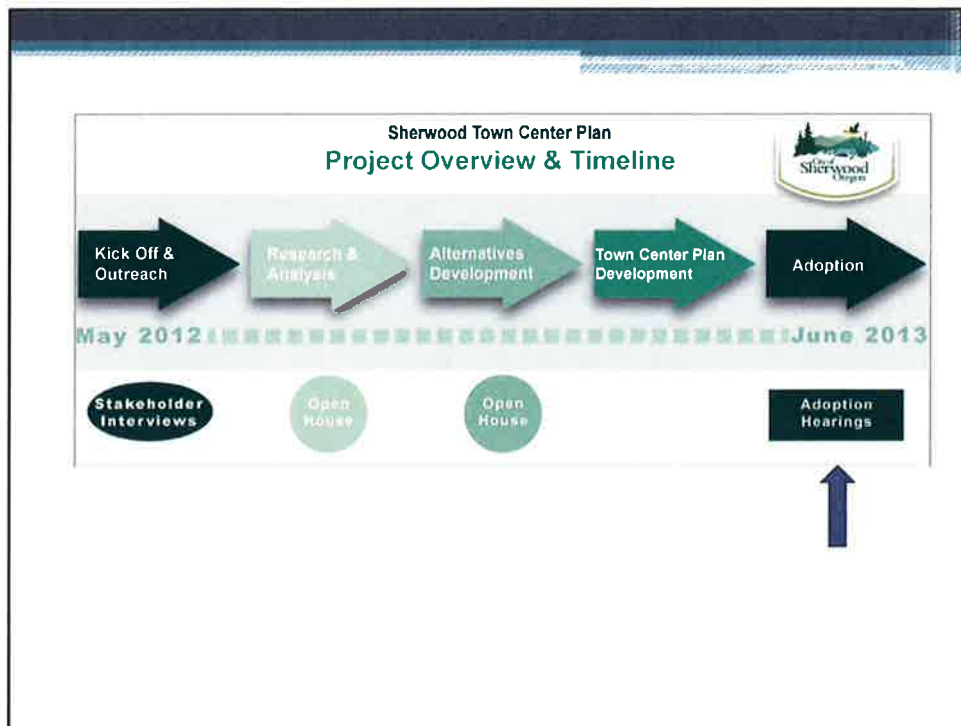 Sherwood Town Center Plan
Project Overview & Timeline
City of
Sherwood
Oregon
Kick Off &
Outreach
Research &
Analysis
Alternatives
Development
Town Center Plan
Development
Adoption
May 2012
June 2013
Stakeholder
Interviews
Open
House
Open
House
Adoption
Hearings